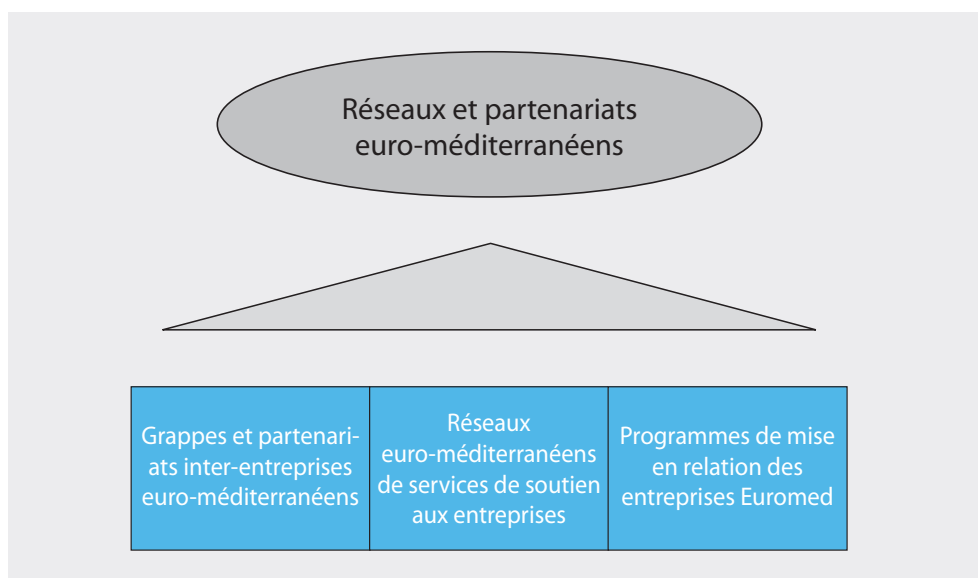 Réseaux et partenariats
euro-méditerranéens
Grappes et partenari-
ats inter-entreprises
euro-méditerranéens
Réseaux
euro-méditerranéens
de services de soutien
aux entreprises
Programmes de mise
en relation des
entreprises Euromed